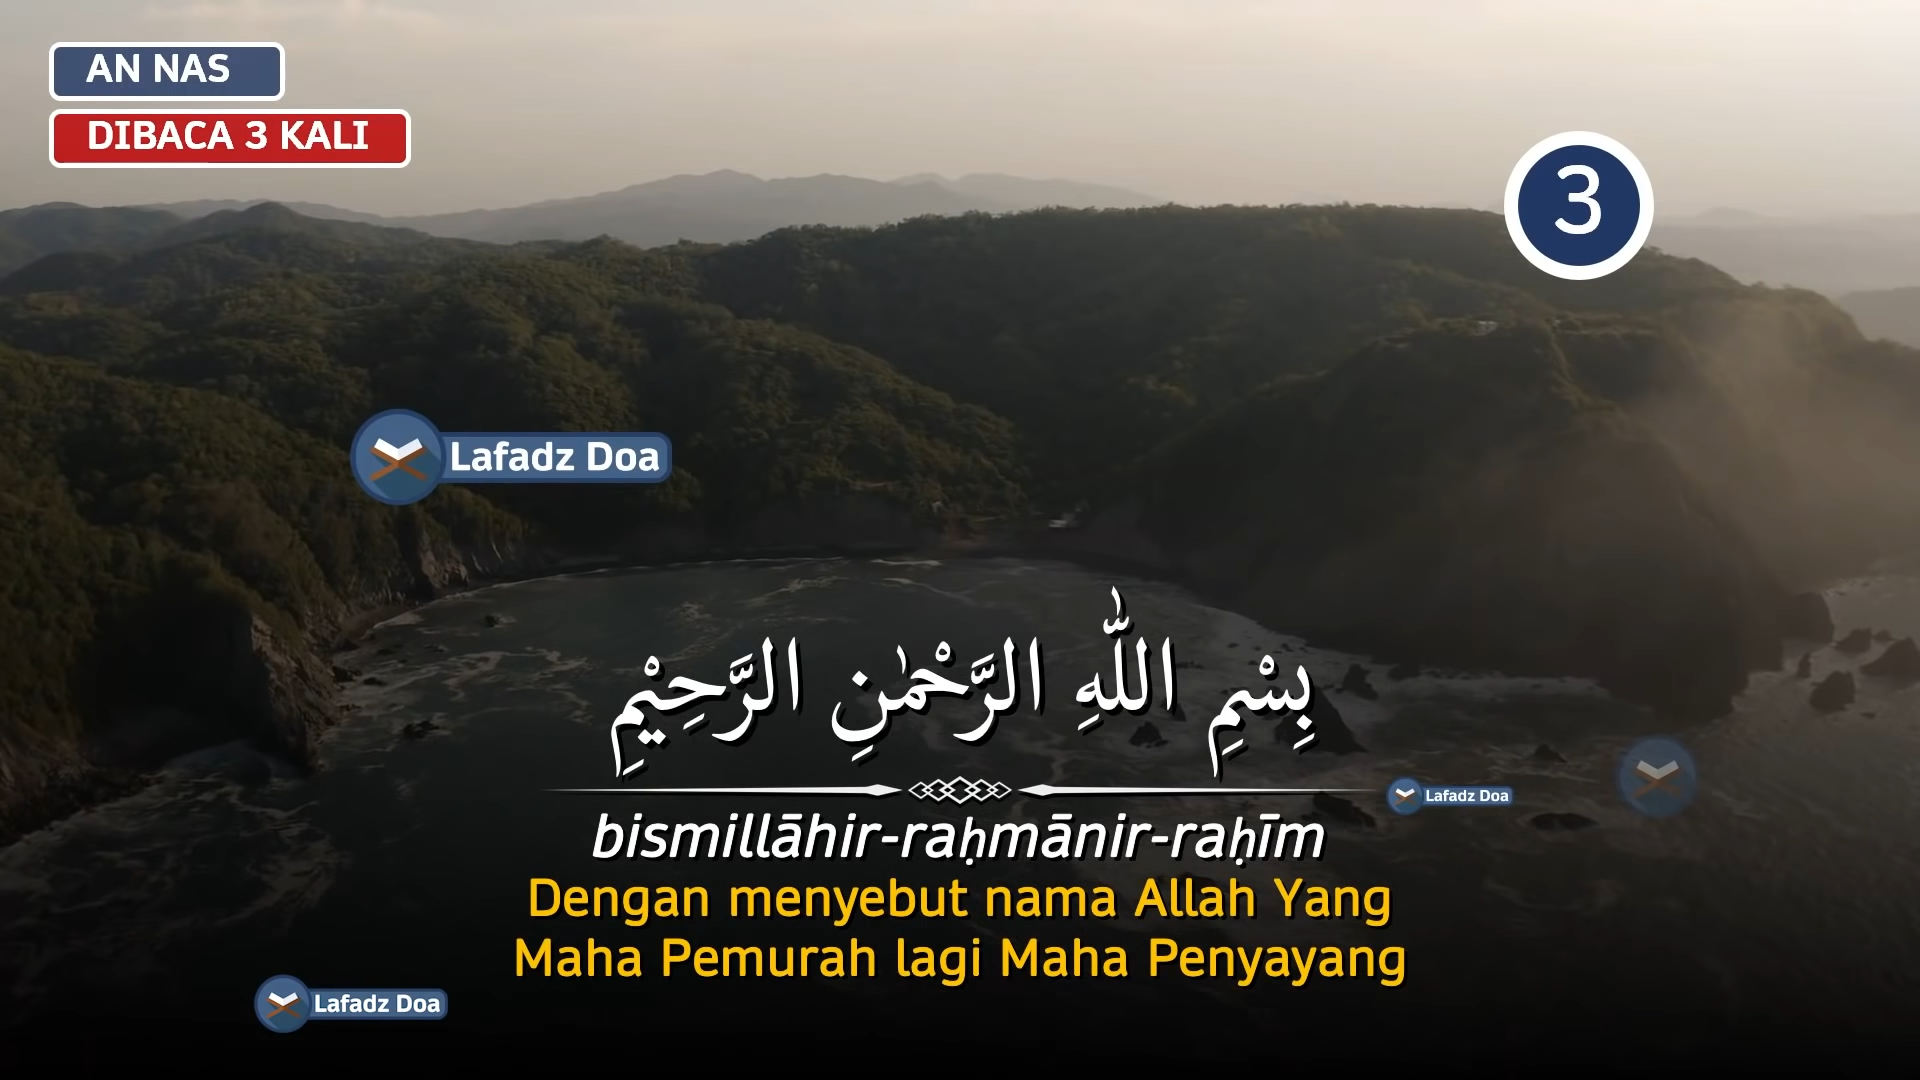 AN NAS
DIBACA 3 KALI
3
Lafadz Doa
بِسْمِ اللّٰهِ الرَّحْمٰنِ الرَّحِيْمِ
Lafadz Doa
bismillāhir-raḥmānir-raḥīm
Dengan menyebut nama Allah Yang
Maha Pemurah lagi Maha Penyayang
Lafadz Doa